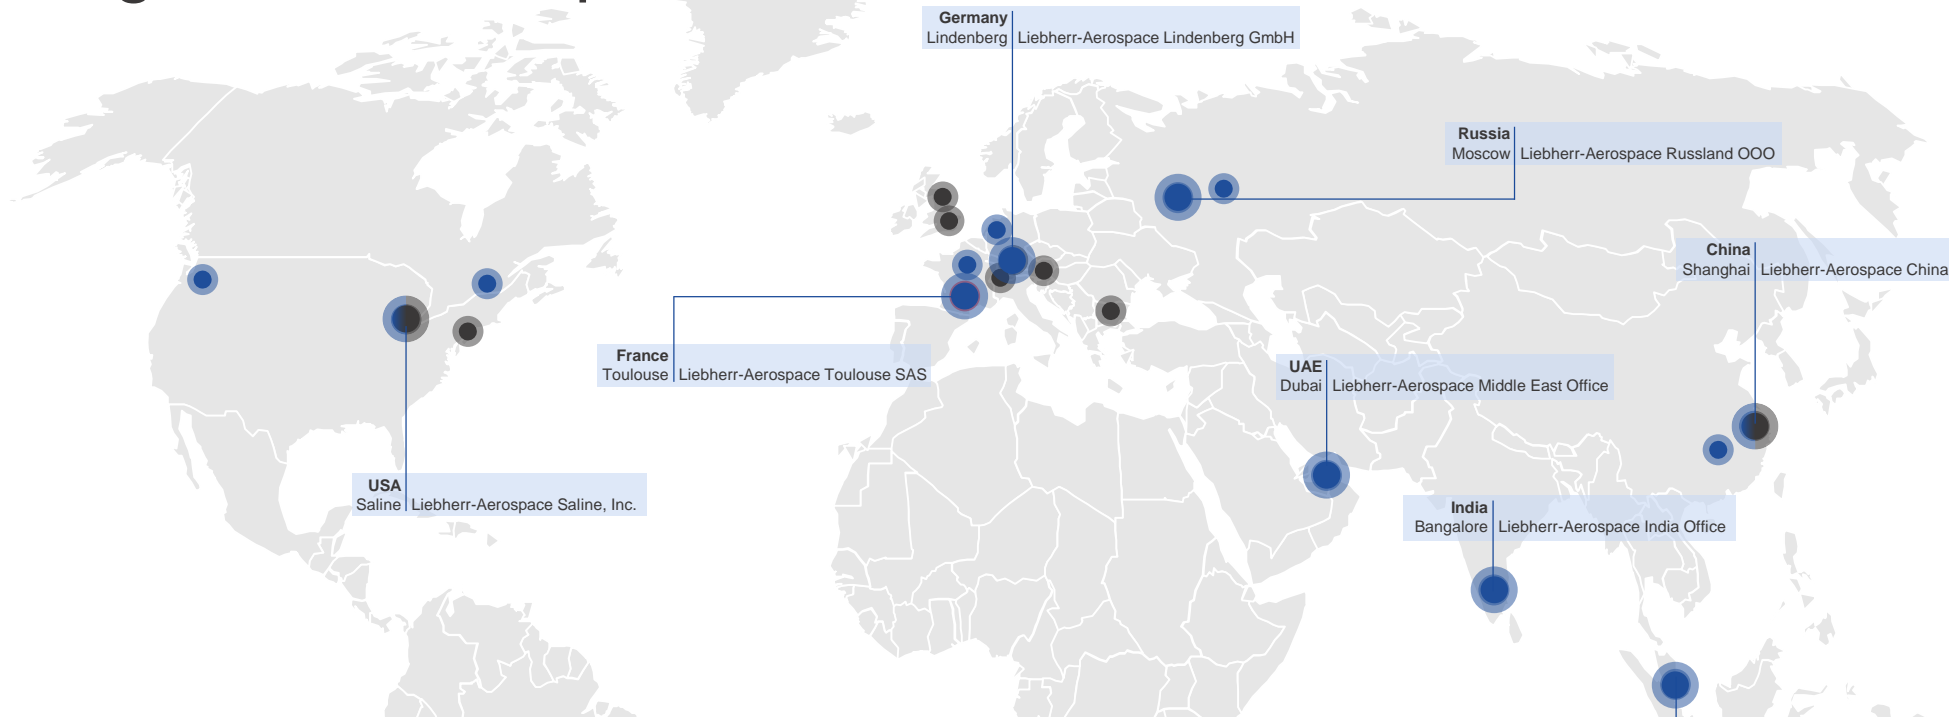 Germany
Lindenberg Liebherr-Aerospace Lindenberg GmbH
Russia
Moscow Liebherr-Aerospace Russland OOO
China
Shanghai Liebherr-Aerospace China
France
Toulouse Liebherr-Aerospace Toulouse SAS
UAE
Dubai Liebherr-Aerospace Middle East Office
USA
Saline Liebherr-Aerospace Saline, Inc.
India
Bangalore Liebherr-Aerospace India Office